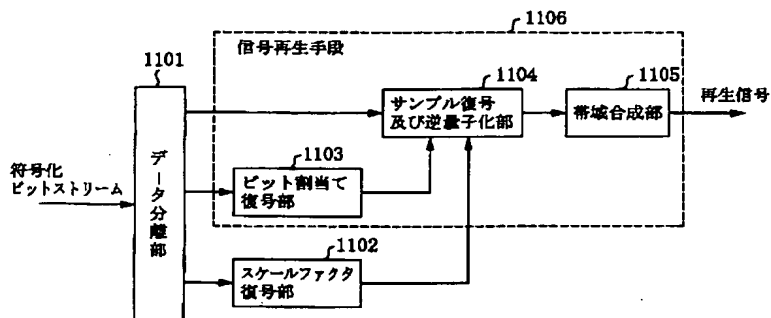 1106
信号再生手段
1101
1104
1105
サンプル復号
及び逆量子化部
帯域合成部
再生信号
符号化
ビットストリーム
データ分離部
1103
ビット割当て
復号部
1102
スケールファクタ
復号部